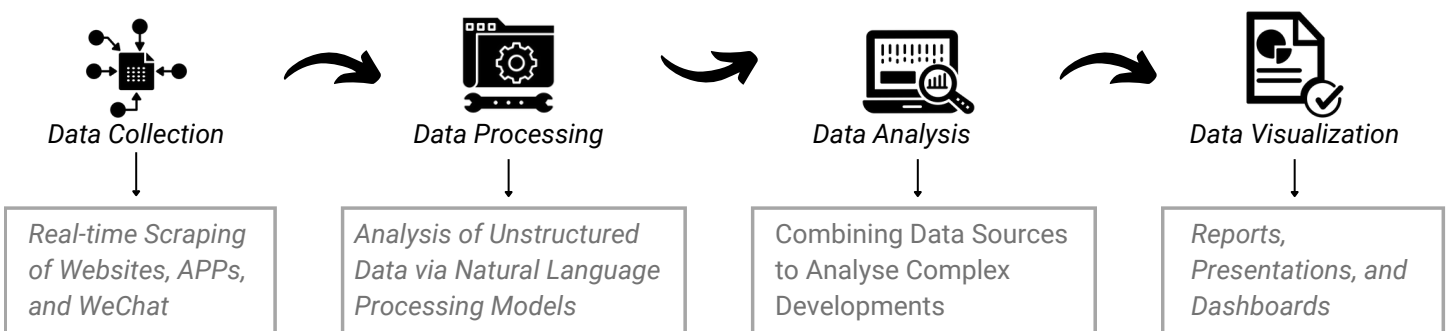 Data Collection
Data Processing
Data Analysis
Data Visualization
Real-time Scraping
of Websites, APPs,
and WeChat
Analysis of Unstructured
Data via Natural Language
Processing Models
Combining Data Sources
to Analyse Complex
Developments
Reports,
Presentations, and
Dashboards